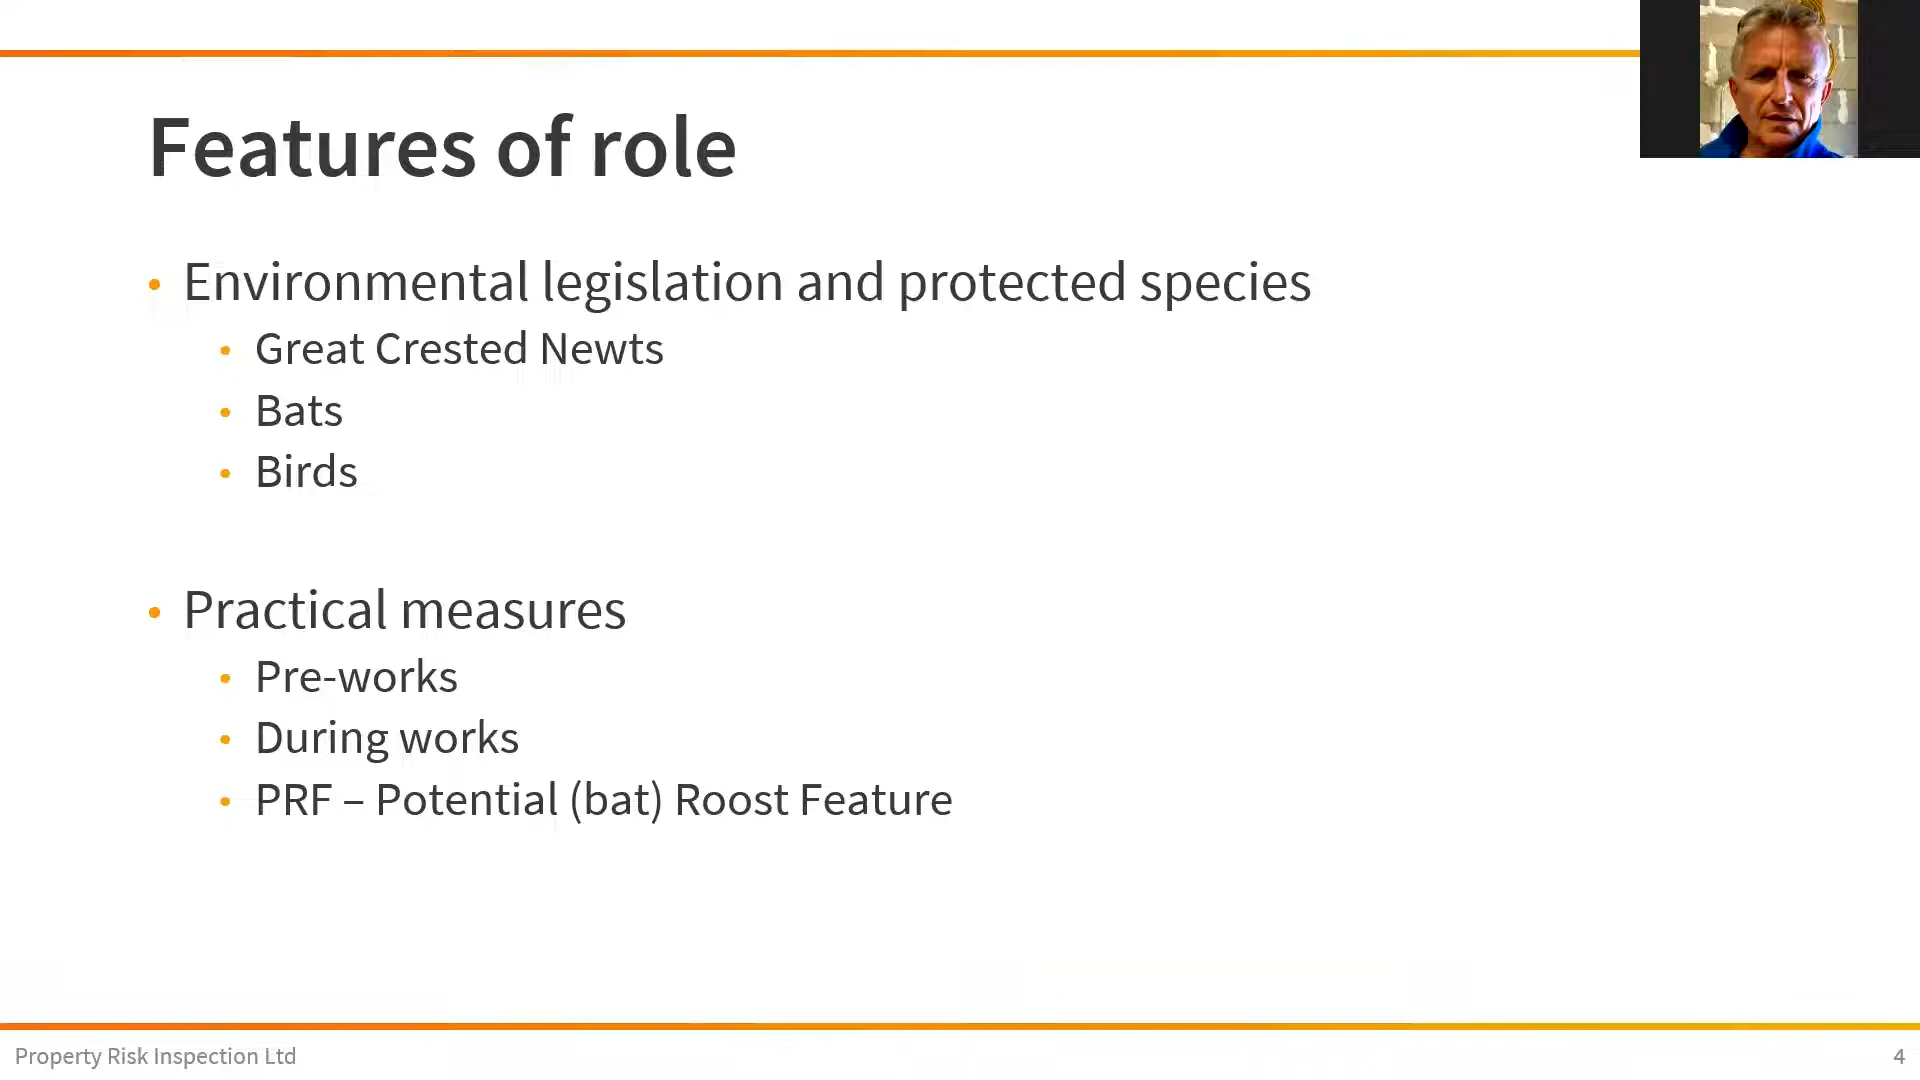 Features of role
• Environmental legislation and protected species
• Great Crested Newts
• Bats
• Birds
• Practical measures
• Pre-works
• During works
• PRF – Potential (bat) Roost Feature
Property Risk Inspection Ltd
4